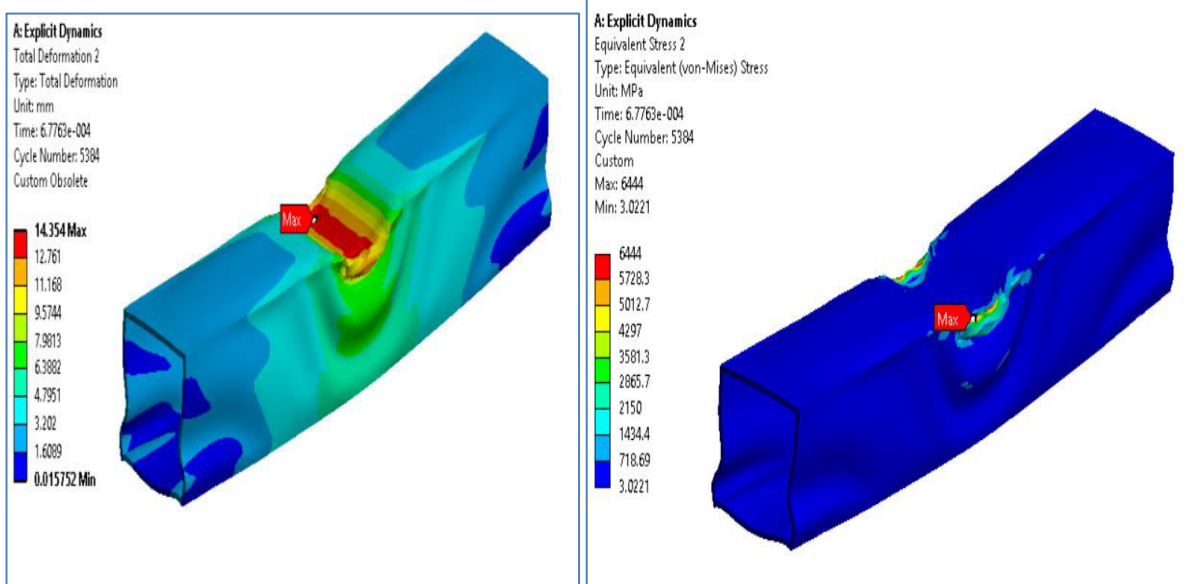 A: Explicit Dynamics
Total Deformation 2
Type: Total Deformation
Unit: mm
Time: 6.7763e-004
Cycle Number: 5384
Custom Obsolete
14.354 Max
12.761
11.168
9.5744
7.9813
6.3882
4.7951
3.202
1.6089
0.015752 Min
Max
A: Explicit Dynamics
Equivalent Stress 2
Type: Equivalent (von-Mises) Stress
Unit: MPa
Time: 6.7763e-004
Cycle Number: 5384
Custom
Max: 6444
Min: 3.0221
6444
5728.3
5012.7
4297
3581.3
2865.7
2150
1434.4
718.69
3.0221
Max